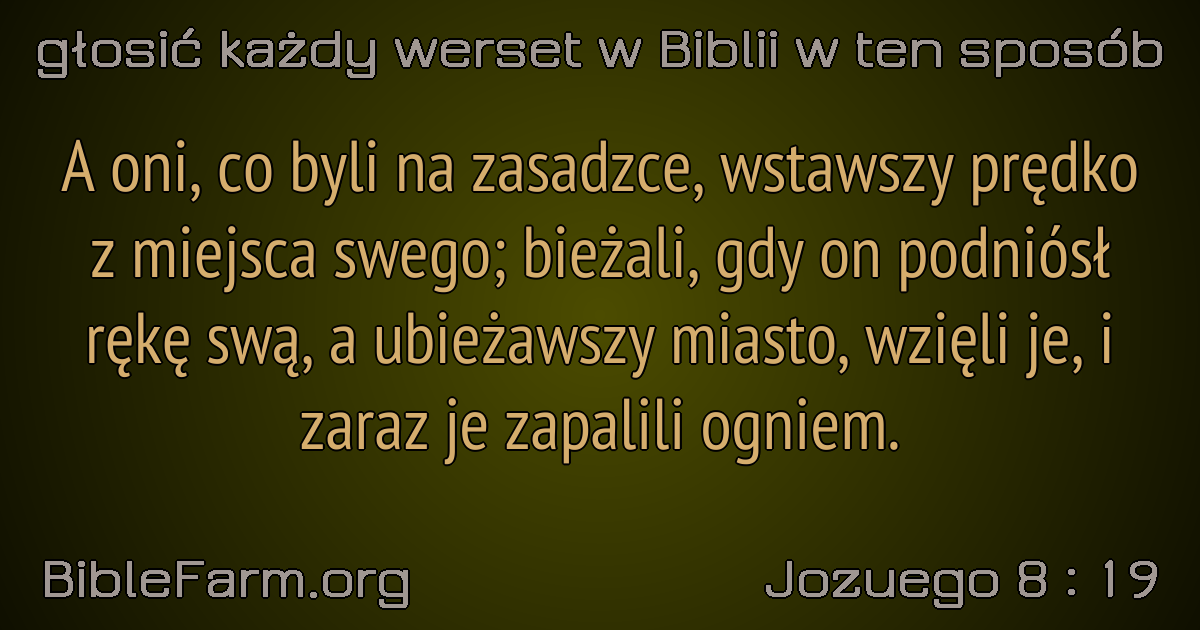 głosić każdy werset w Biblii w ten sposób
A oni, co byli na zasadzce, wstawszy prędko
z miejsca swego; bieżali, gdy on podniósł
rękę swą, a ubieżawszy miasto, wzięli je, i
zaraz je zapalili ogniem.
BibleFarm.org
Jozuego 8 : 19